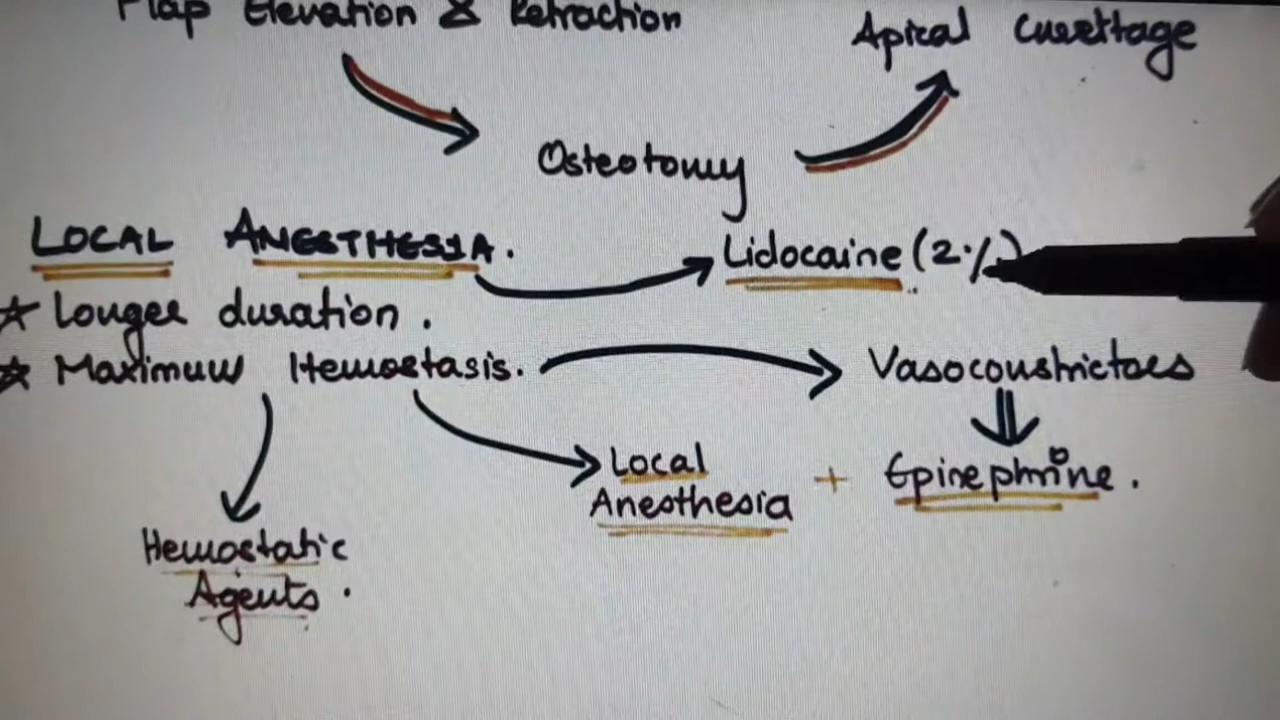 Flap Elevation & Retraction
Apical Curettage
Osteotomy
LOCAL ANESTHESIA.
Lidocaine (2%)
☆ Longer duration.
☆ Maximum Hemostasis.
Vasoconstrictors
Local
Anesthesia + Epinephrine.
Hemostatic
Agents.